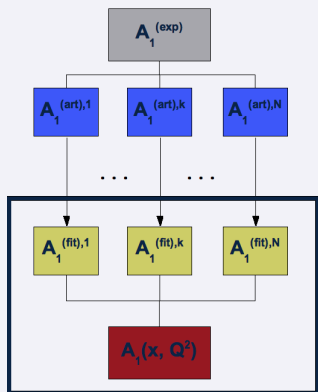 A₁⁽ᵉˣᵖ⁾
A₁⁽ᵃʳᵗ⁾,¹ A₁⁽ᵃʳᵗ⁾,ᵏ A₁⁽ᵃʳᵗ⁾,ᴺ
... ...
A₁⁽ᶠⁱᵗ⁾,¹ A₁⁽ᶠⁱᵗ⁾,ᵏ A₁⁽ᶠⁱᵗ⁾,ᴺ
A₁(x, Q²)